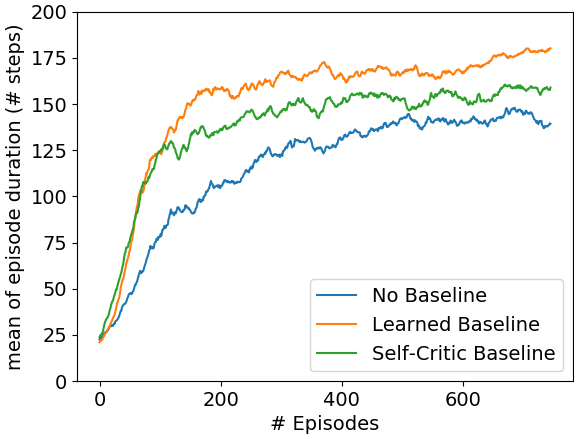 200
175
150
125
100
75
50
25
0
mean of episode duration (# steps)
No Baseline
Learned Baseline
Self-Critic Baseline
0 200 400 600
# Episodes